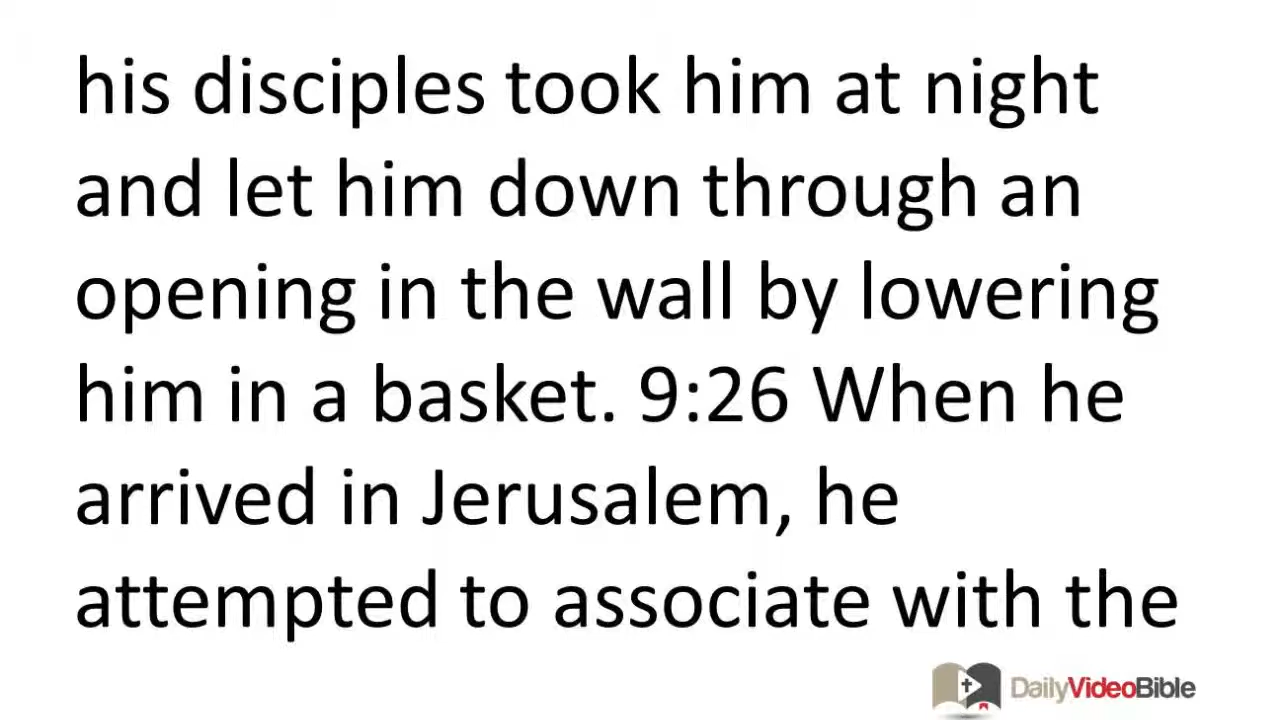 his disciples took him at night
and let him down through an
opening in the wall by lowering
him in a basket. 9:26 When he
arrived in Jerusalem, he
attempted to associate with the
DailyVideoBible